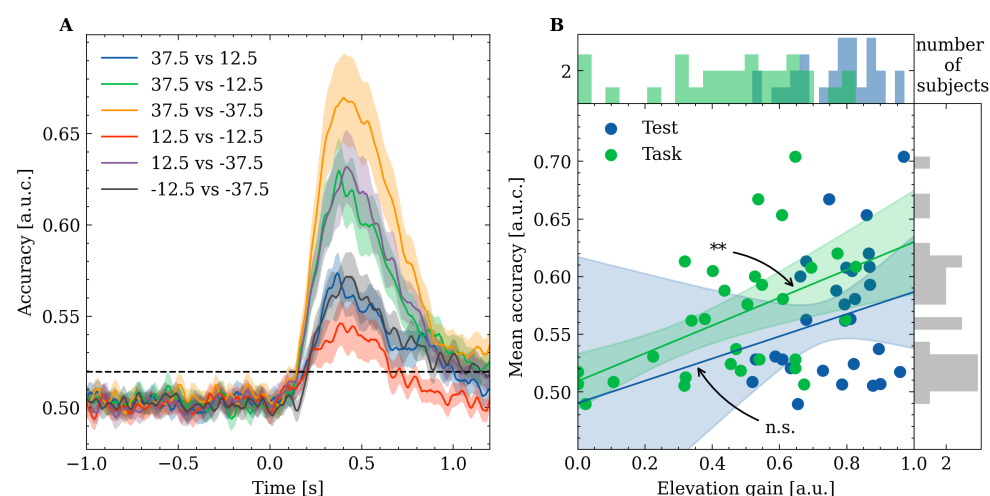 A
37.5 vs 12.5
37.5 vs -12.5
37.5 vs -37.5
12.5 vs -12.5
12.5 vs -37.5
-12.5 vs -37.5
0.65
0.60
0.55
0.50
Accuracy [a.u.c.]
−1.0
−0.5
0.0
0.5
1.0
Time [s]
B
2
number
of
subjects
Test
Task
**
n.s.
0.70
0.65
0.60
0.55
0.50
Mean accuracy [a.u.c.]
0.0
0.2
0.4
0.6
0.8
1.0
2
Elevation gain [a.u.]